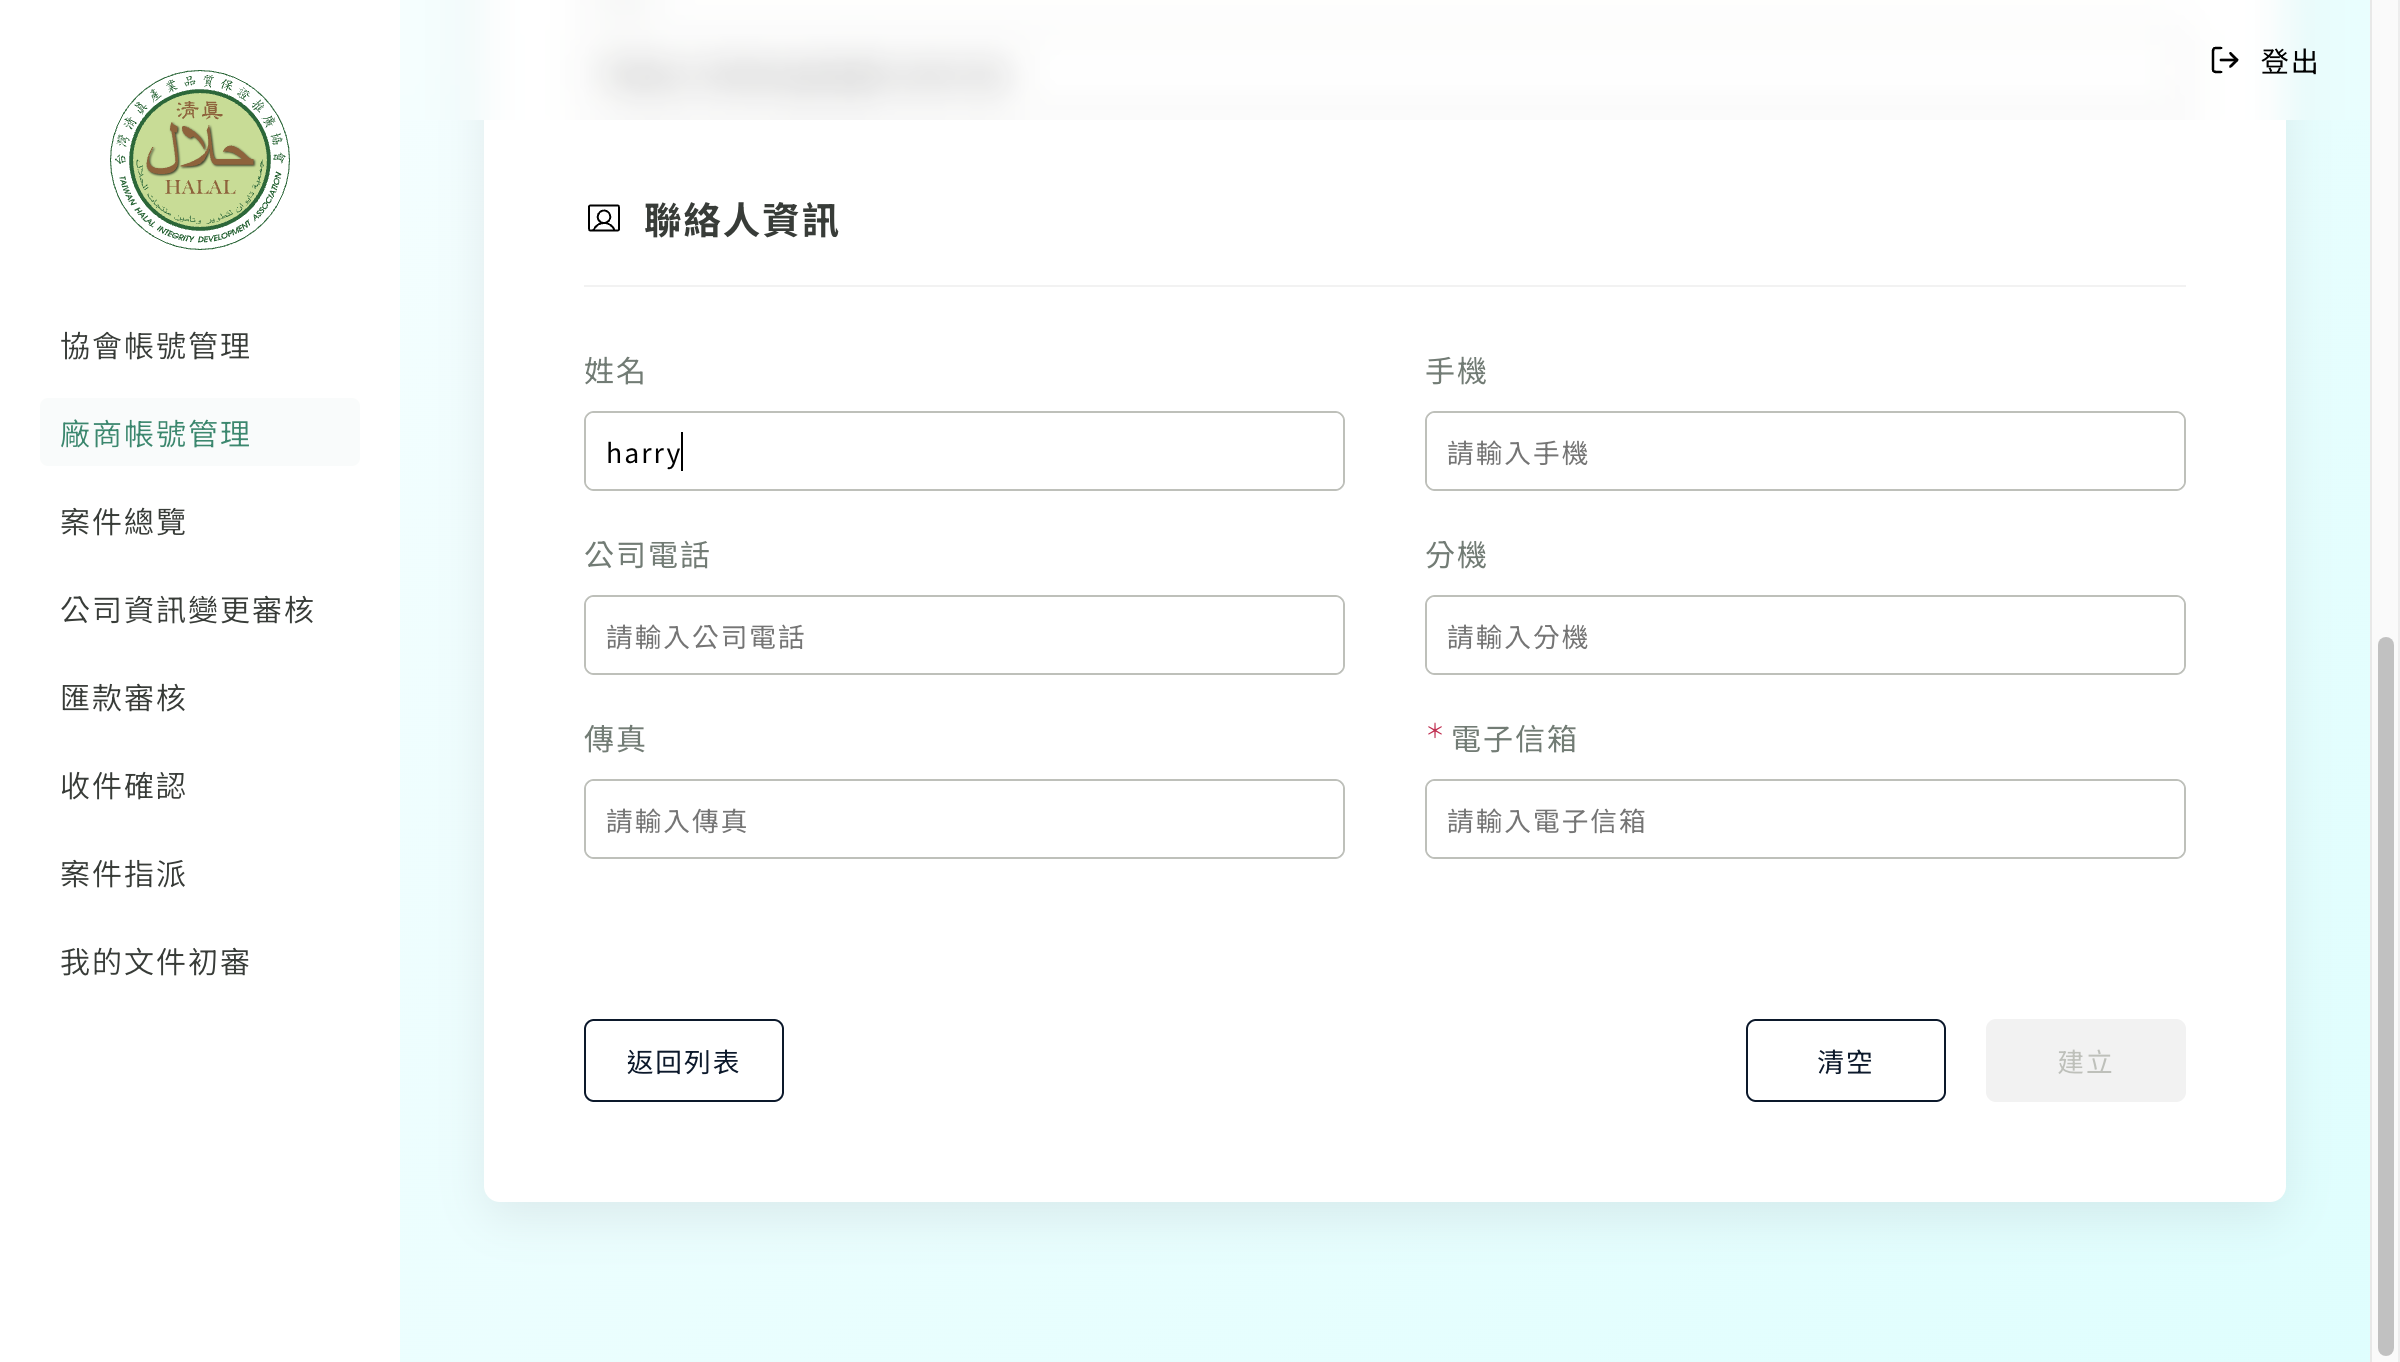 登出
台灣清真產業品質保證推廣協會
清真
حلال
HALAL
TAIWAN HALAL INTEGRITY DEVELOPMENT ASSOCIATION
協會帳號管理
廠商帳號管理
案件總覽
公司資訊變更審核
匯款審核
收件確認
案件指派
我的文件初審
聯絡人資訊
姓名
手機
harry
請輸入手機
公司電話
分機
請輸入公司電話
請輸入分機
傳真
* 電子信箱
請輸入傳真
請輸入電子信箱
返回列表
清空
建立